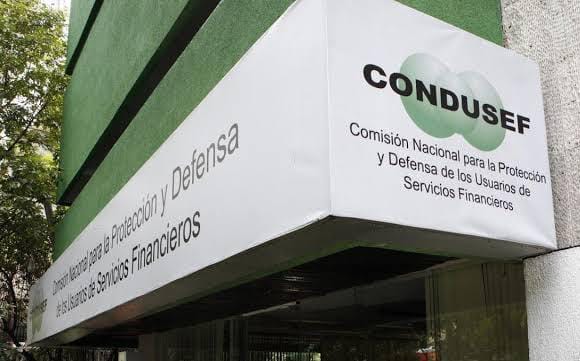 CONDUSEF
Comisión Nacional para la Protección
y Defensa de los Usuarios de
Servicios Financieros
Comisión Nacional para la Protección y Defensa
de los Usuarios de Servicios Financieros
CONDUSEF